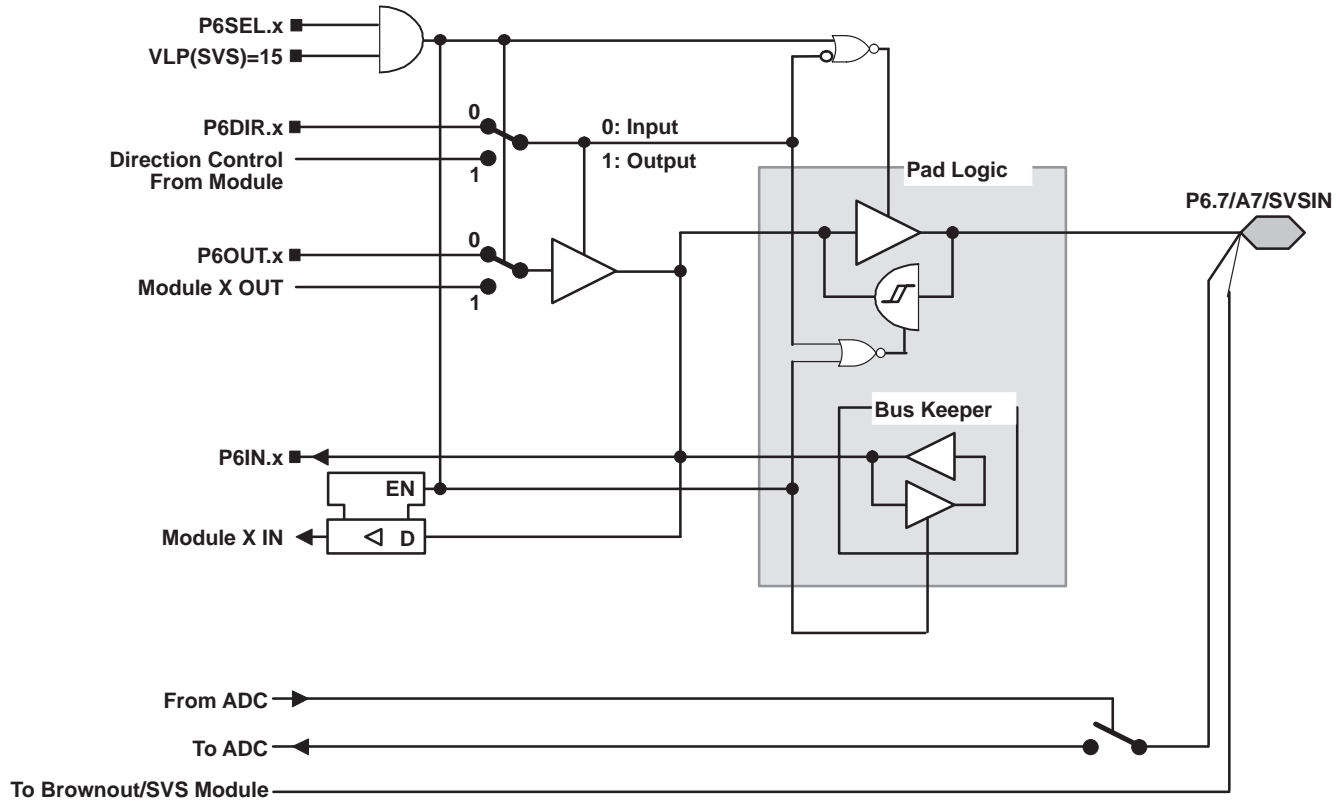 P6SEL.x
VLP(SVS)=15
P6DIR.x
0
0: Input
Direction Control
From Module
1
1: Output
Pad Logic
P6.7/A7/SVSIN
P6OUT.x
0
Module X OUT
1
Bus Keeper
P6IN.x
EN
Module X IN
D
From ADC
To ADC
To Brownout/SVS Module